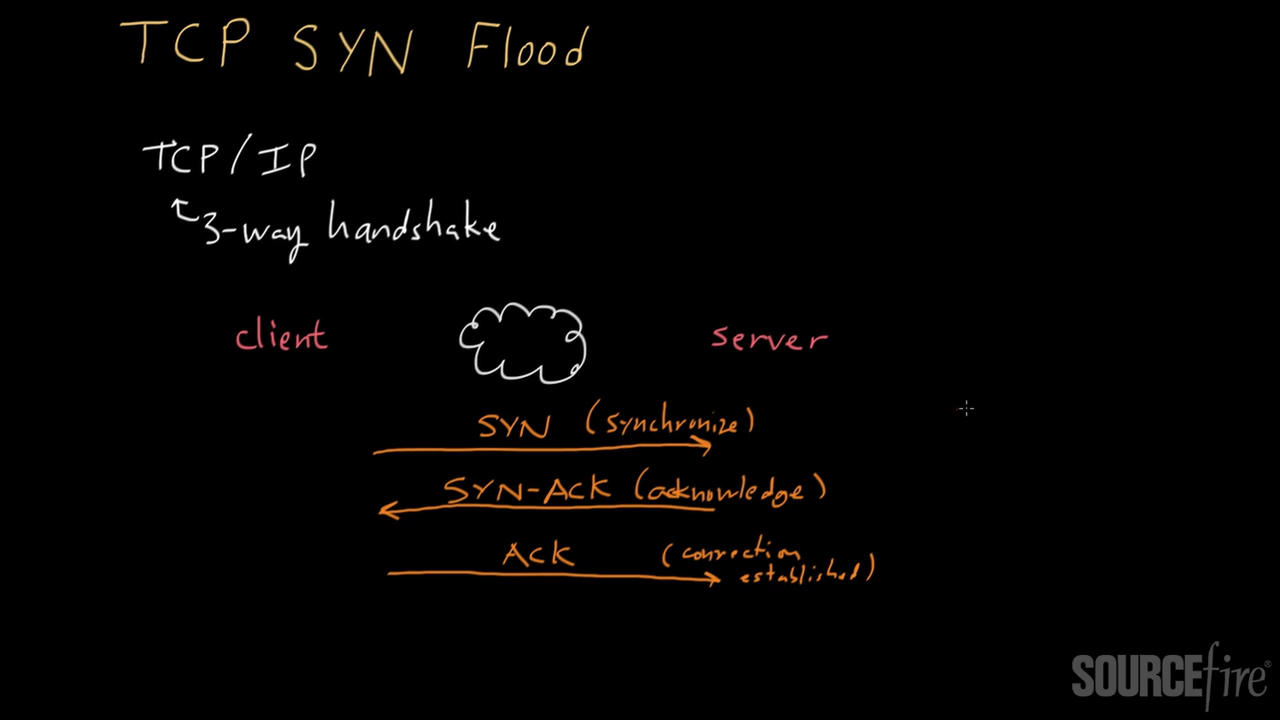 TCP SYN Flood
TCP/IP
3-way handshake
client
server
SYN (synchronize)
SYN-ACK (acknowledge)
ACK (connection
established)
SOURCEfire®